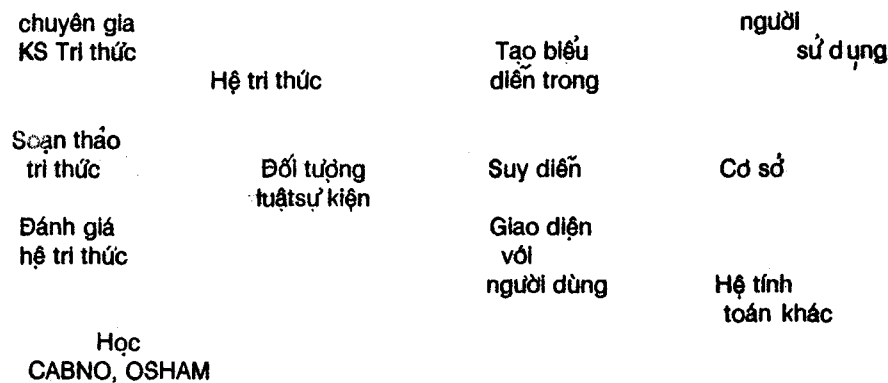 chuyên gia
KS Tri thức
người
sử dụng
Hệ tri thức
Tạo biểu
diễn trong
Soạn thảo
tri thức
Đối tượng
luậtsự kiện
Suy diễn
Cơ sở
Đánh giá
hệ tri thức
Giao diện
với
người dùng
Hệ tính
toán khác
Học
CABNO, OSHAM